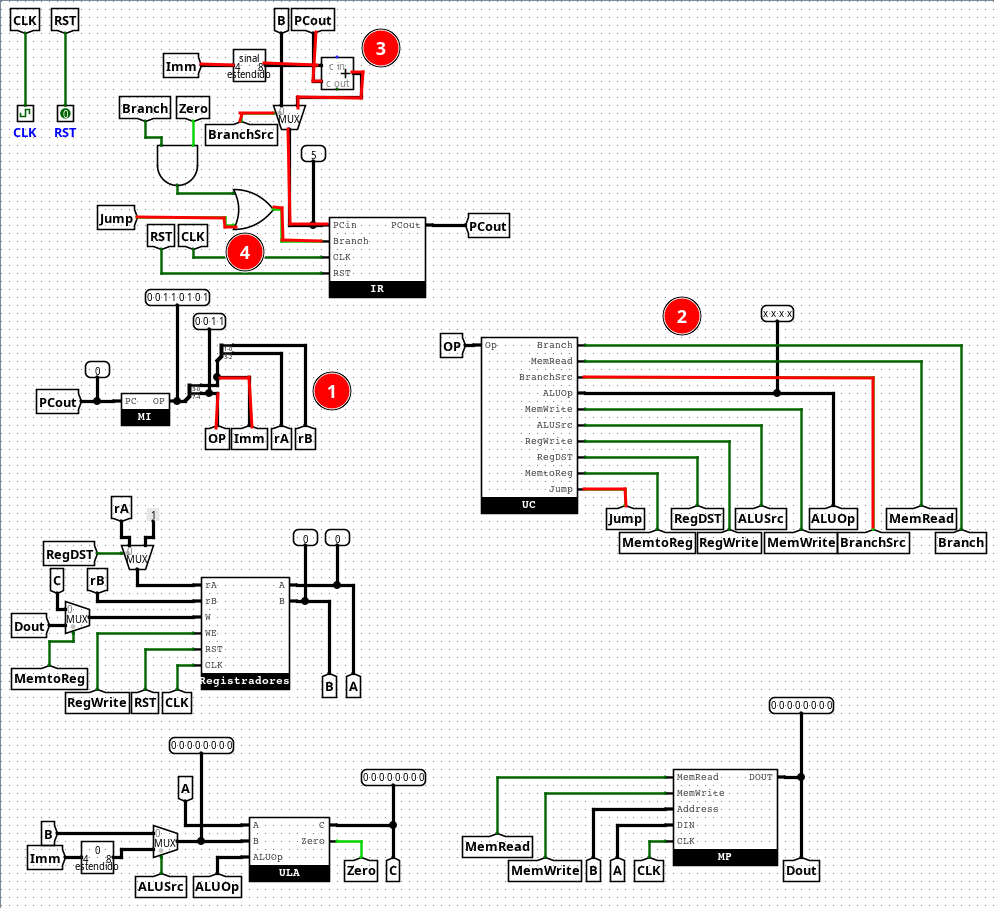 CLK RST B PCout
3
Imm
sinal
4 8
estendido
c in
+
c out
CLK RST
Branch Zero
MUX
BranchSrc
5
Jump
RST CLK
4
PCin PCout
Branch
CLK
RST
IR
PCout
0 0 1 1 0 1 0 1
0 0 1 1
0
PCout
PC OP
MI
1
OP Imm rA rB
2
x x x x
OP
Op Branch
MemRead
BranchSrc
ALUOp
MemWrite
ALUSrc
RegWrite
RegDST
MemtoReg
Jump
UC
Jump RegDST ALUSrc ALUOp MemRead
MemtoReg RegWrite MemWrite BranchSrc Branch
rA 1
RegDST
MUX
C rB
Dout
MUX
MemtoReg
RegWrite RST CLK
0 0
rA A
rB B
W
WE
RST
CLK
Registradores
B A
0 0 0 0 0 0 0 0
A
B
Imm
0
4 8
estendido
MUX
ALUSrc ALUOp
A C
B Zero
ALUOp
ULA
0 0 0 0 0 0 0 0
Zero C
0 0 0 0 0 0 0 0
MemRead DOUT
MemWrite
Address
DIN
CLK
MP
MemRead
MemWrite B A CLK
Dout